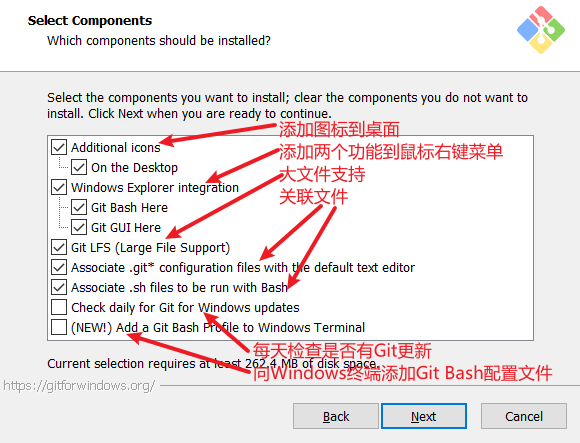 Select Components
Which components should be installed?
Select the components you want to install; clear the components you do not want to
install. Click Next when you are ready to continue.
添加图标到桌面
Additional icons
添加两个功能到鼠标右键菜单
On the Desktop
大文件支持
Windows Explorer integration
关联文件
Git Bash Here
Git GUI Here
Git LFS (Large File Support)
Associate .git* configuration files with the default text editor
Associate .sh files to be run with Bash
Check daily for Git for Windows updates
(NEW!) Add a Git Bash Profile to Windows Terminal
每天检查是否有Git更新
Current selection requires at least 262.4 MB of disk space.
向Windows终端添加Git Bash配置文件
https://gitforwindows.org/
Back
Next
Cancel